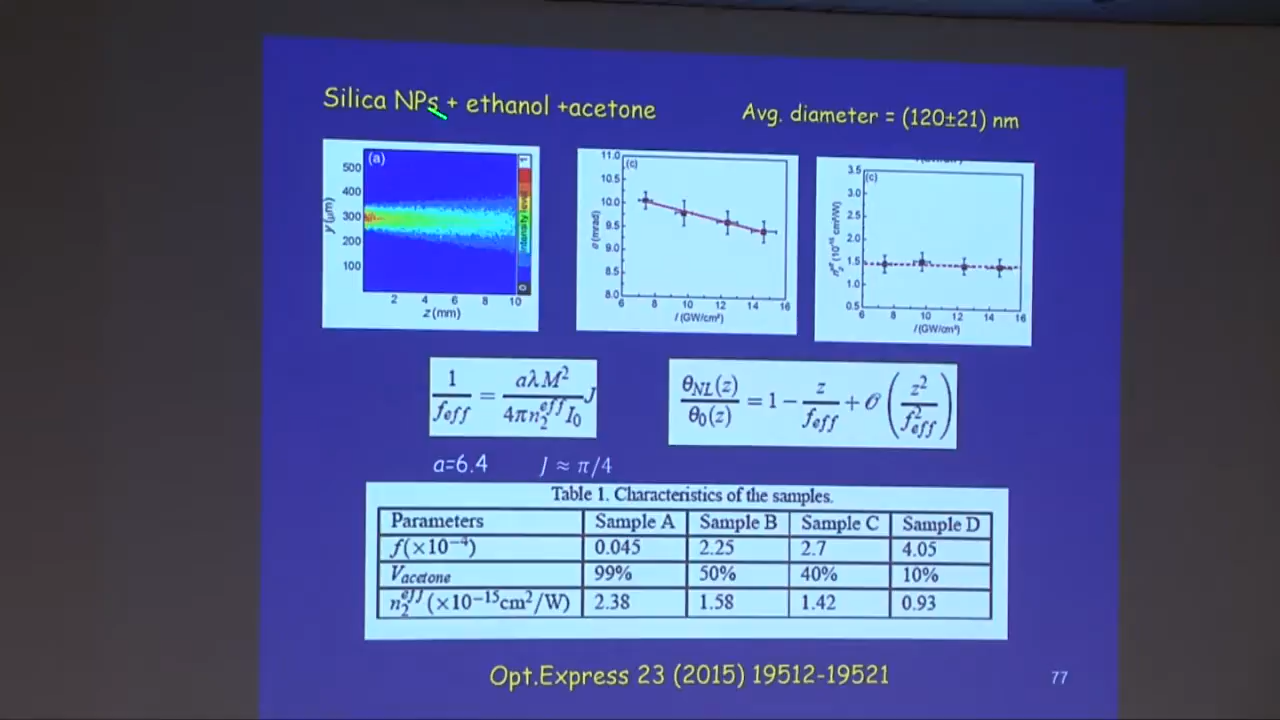 Silica NPs + ethanol +acetone
Avg. diameter = (120±21) nm
(a)
500
400
300
200
100
y (μm)
2 4 6 8 10
z (mm)
1
Intensity level
0
(c)
11.0
10.5
10.0
9.5
9.0
8.5
8.0
θ (mrad)
6 8 10 12 14 16
I (GW/cm²)
(c)
3.5
3.0
2.5
2.0
1.5
1.0
0.5
6 8 10 12 14 16
I (GW/cm²)
1/f_eff = aλM²/4πn₂^eff I₀ J
θ_NL(z)/θ₀(z) = 1 − z/f_eff + 𝒪(z²/f²_eff)
a=6.4 J ≈ π/4
Table 1. Characteristics of the samples.
Parameters Sample A Sample B Sample C Sample D
f(×10⁻⁴) 0.045 2.25 2.7 4.05
V_acetone 99% 50% 40% 10%
n₂^eff (×10⁻¹⁵cm²/W) 2.38 1.58 1.42 0.93
Opt.Express 23 (2015) 19512-19521
77